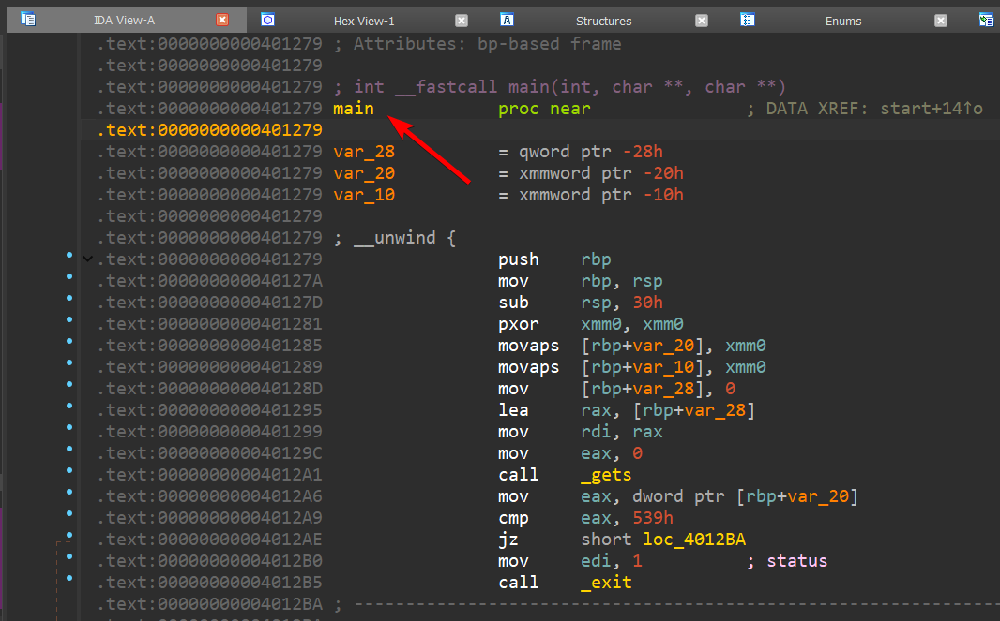 IDA View-A Hex View-1 Structures Enums
.text:0000000000401279 ; Attributes: bp-based frame
.text:0000000000401279
.text:0000000000401279 ; int __fastcall main(int, char **, char **)
.text:0000000000401279 main proc near ; DATA XREF: start+14↑o
.text:0000000000401279
.text:0000000000401279 var_28 = qword ptr -28h
.text:0000000000401279 var_20 = xmmword ptr -20h
.text:0000000000401279 var_10 = xmmword ptr -10h
.text:0000000000401279
.text:0000000000401279 ; __unwind {
.text:0000000000401279 push rbp
.text:000000000040127A mov rbp, rsp
.text:000000000040127D sub rsp, 30h
.text:0000000000401281 pxor xmm0, xmm0
.text:0000000000401285 movaps [rbp+var_20], xmm0
.text:0000000000401289 movaps [rbp+var_10], xmm0
.text:000000000040128D mov [rbp+var_28], 0
.text:0000000000401295 lea rax, [rbp+var_28]
.text:0000000000401299 mov rdi, rax
.text:000000000040129C mov eax, 0
.text:00000000004012A1 call _gets
.text:00000000004012A6 mov eax, dword ptr [rbp+var_20]
.text:00000000004012A9 cmp eax, 539h
.text:00000000004012AE jz short loc_4012BA
.text:00000000004012B0 mov edi, 1 ; status
.text:00000000004012B5 call _exit
.text:00000000004012BA ; ---------------------------------------------------------------